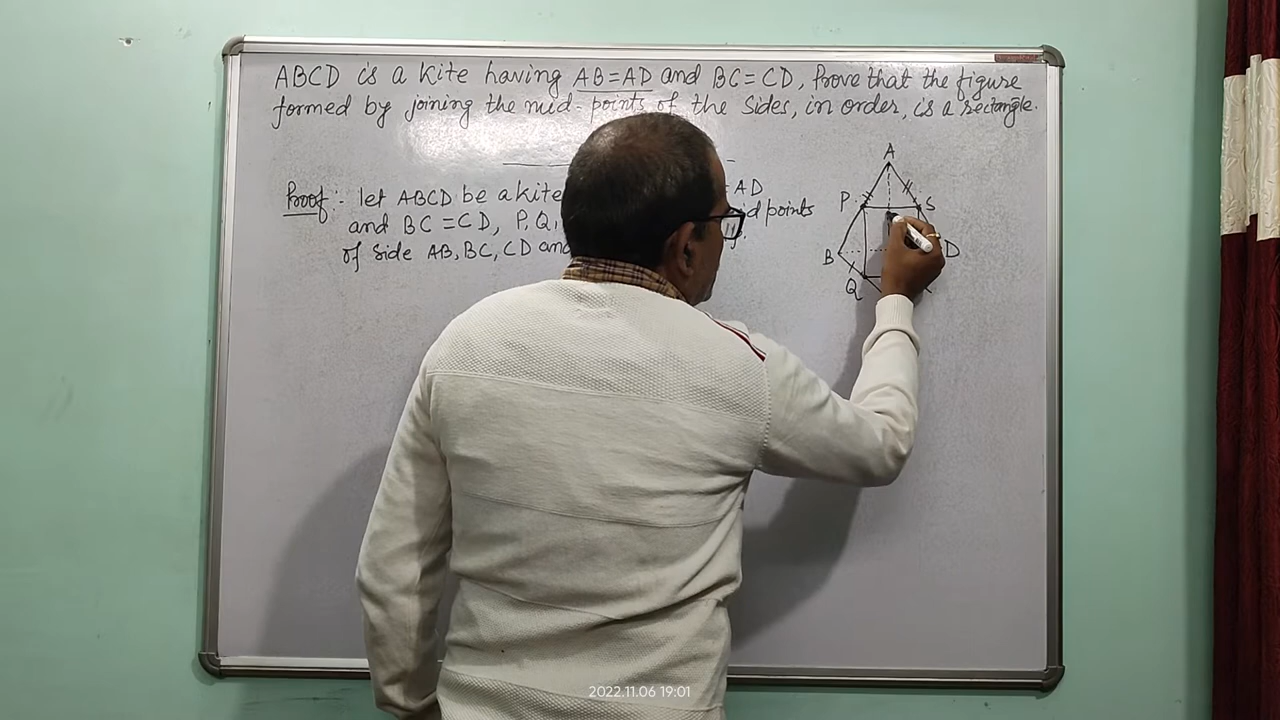 ABCD is a kite having AB=AD and BC=CD, Prove that the figure
formed by joining the mid-points of the sides, in order, is a rectangle.
Proof:- let ABCD be a kite AD
and BC=CD, P, Q, points
of side AB, BC, CD and
A
P S
B D
Q
2022.11.06 19:01